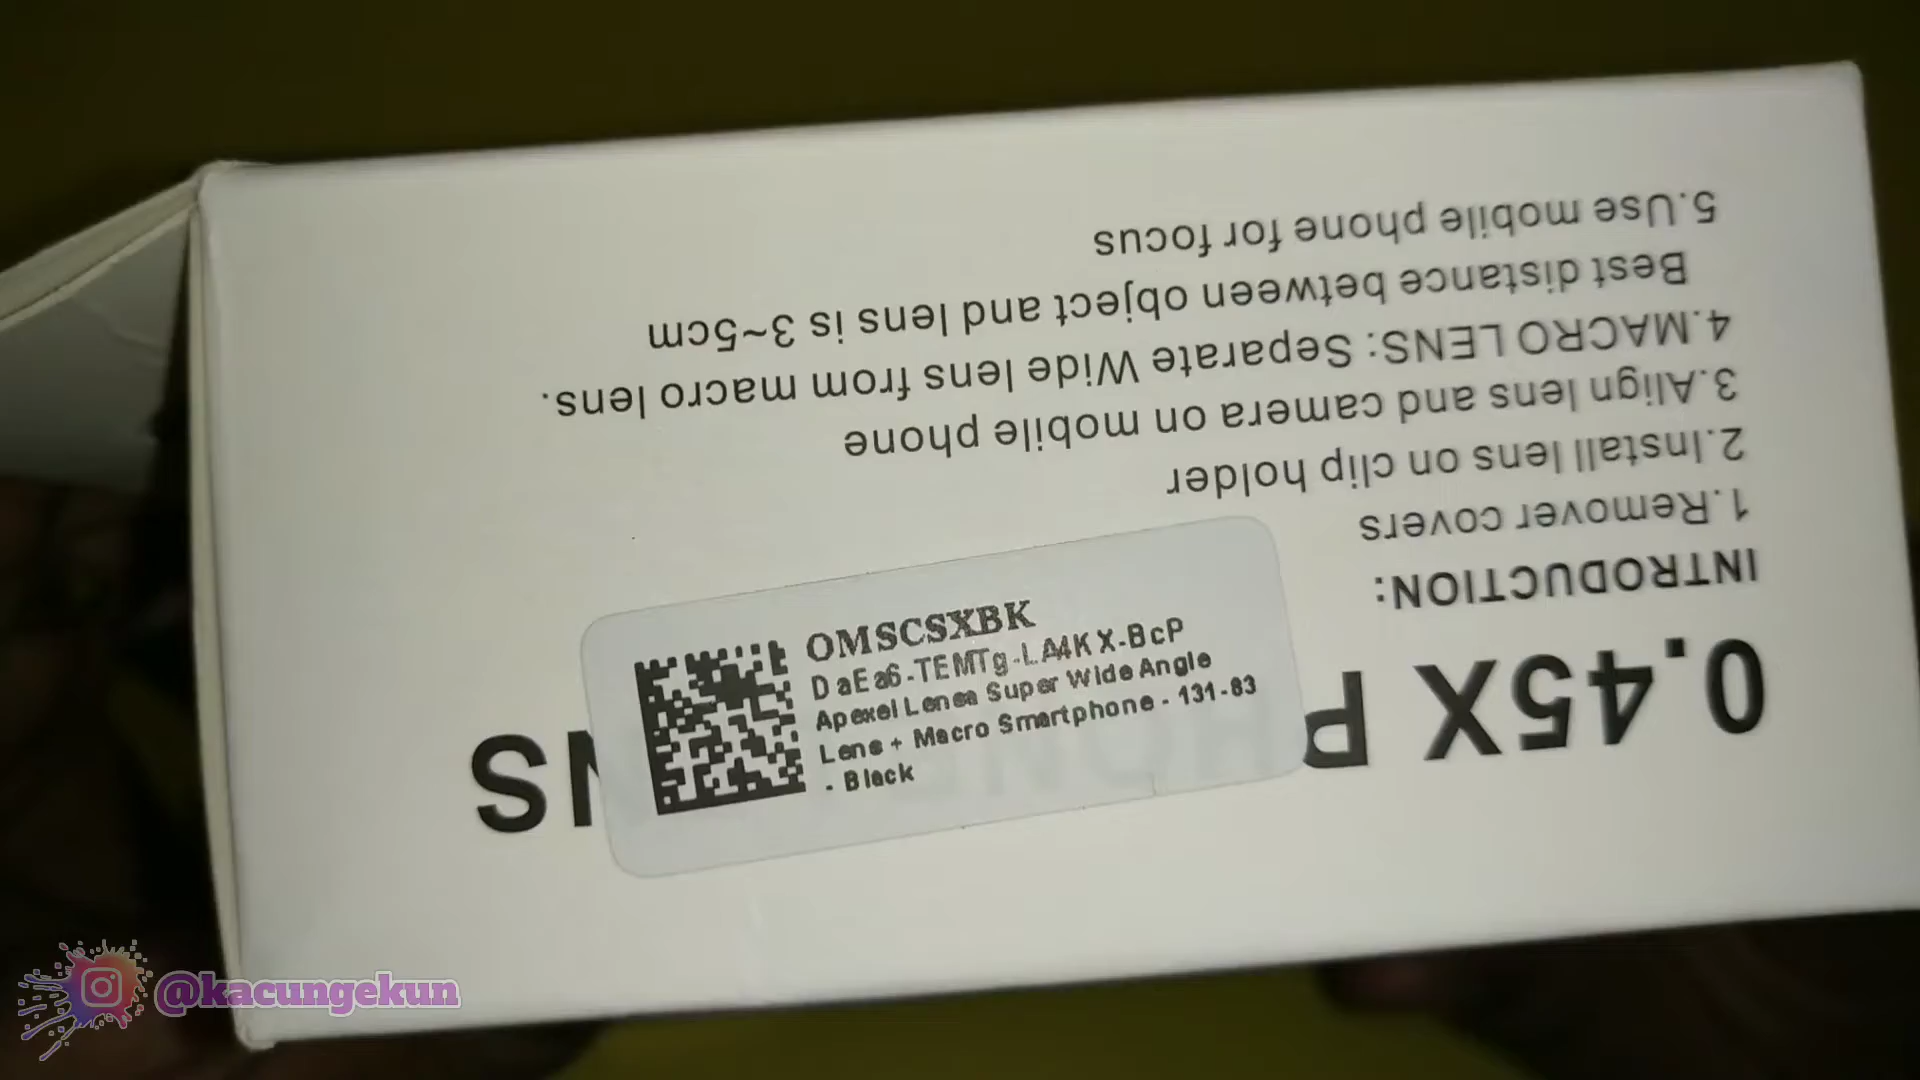 0.45X P
NS
INTRODUCTION:
1.Remover covers
2.Install lens on clip holder
3.Align lens and camera on mobile phone
4.MACRO LENS: Separate Wide lens from macro lens.
Best distance between object and lens is 3~5cm
5.Use mobile phone for focus
OMSCSXBK
DaEa6-TEMTg-LA4KX-BcP
Apexel Lensa Super Wide Angle
Lens + Macro Smartphone - 131-83
- Black
@kacungekun